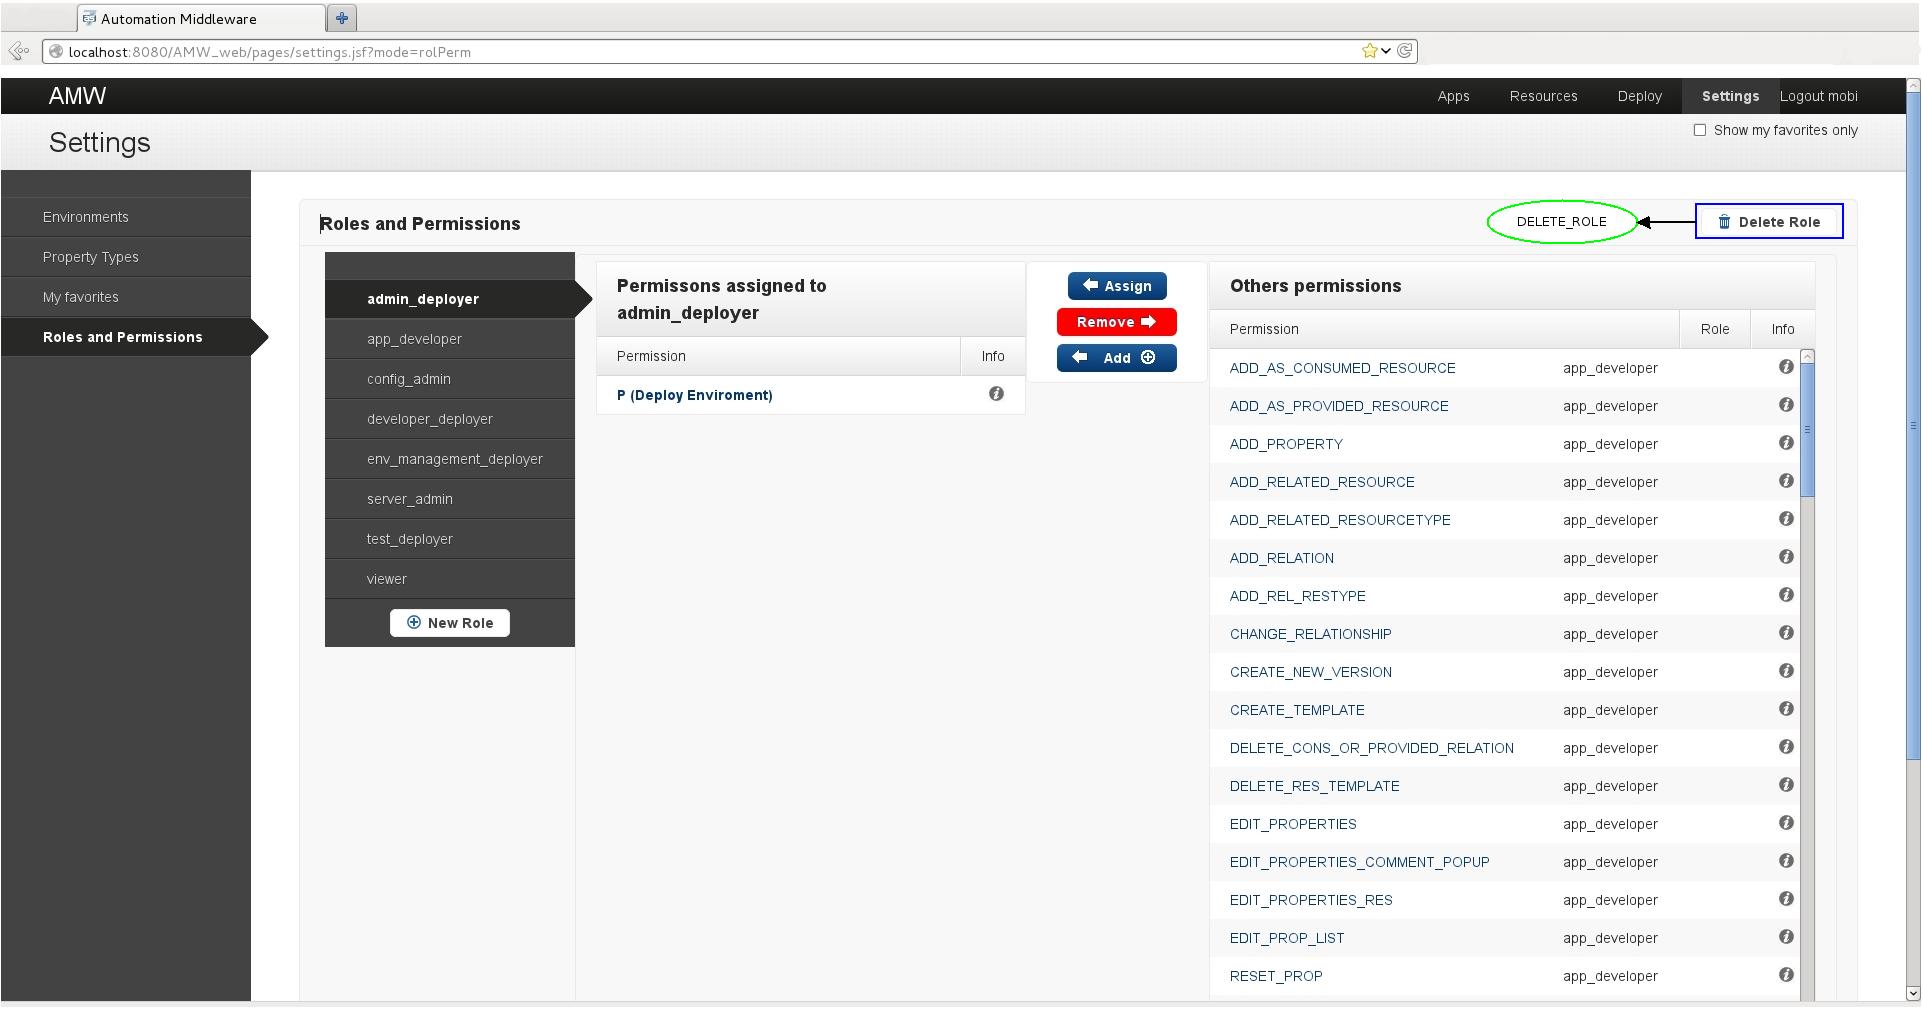 Automation Middleware
localhost:8080/AMW_web/pages/settings.jsf?mode=rolPerm
AMW
Apps Resources Deploy Settings Logout mobi
Settings
Show my favorites only
Environments
Property Types
My favorites
Roles and Permissions
Roles and Permissions
DELETE_ROLE
Delete Role
admin_deployer
app_developer
config_admin
developer_deployer
env_management_deployer
server_admin
test_deployer
viewer
New Role
Permissons assigned to
admin_deployer
Permission Info
P (Deploy Enviroment)
Assign
Remove
Add
Others permissions
Permission Role Info
ADD_AS_CONSUMED_RESOURCE app_developer
ADD_AS_PROVIDED_RESOURCE app_developer
ADD_PROPERTY app_developer
ADD_RELATED_RESOURCE app_developer
ADD_RELATED_RESOURCETYPE app_developer
ADD_RELATION app_developer
ADD_REL_RESTYPE app_developer
CHANGE_RELATIONSHIP app_developer
CREATE_NEW_VERSION app_developer
CREATE_TEMPLATE app_developer
DELETE_CONS_OR_PROVIDED_RELATION app_developer
DELETE_RES_TEMPLATE app_developer
EDIT_PROPERTIES app_developer
EDIT_PROPERTIES_COMMENT_POPUP app_developer
EDIT_PROPERTIES_RES app_developer
EDIT_PROP_LIST app_developer
RESET_PROP app_developer